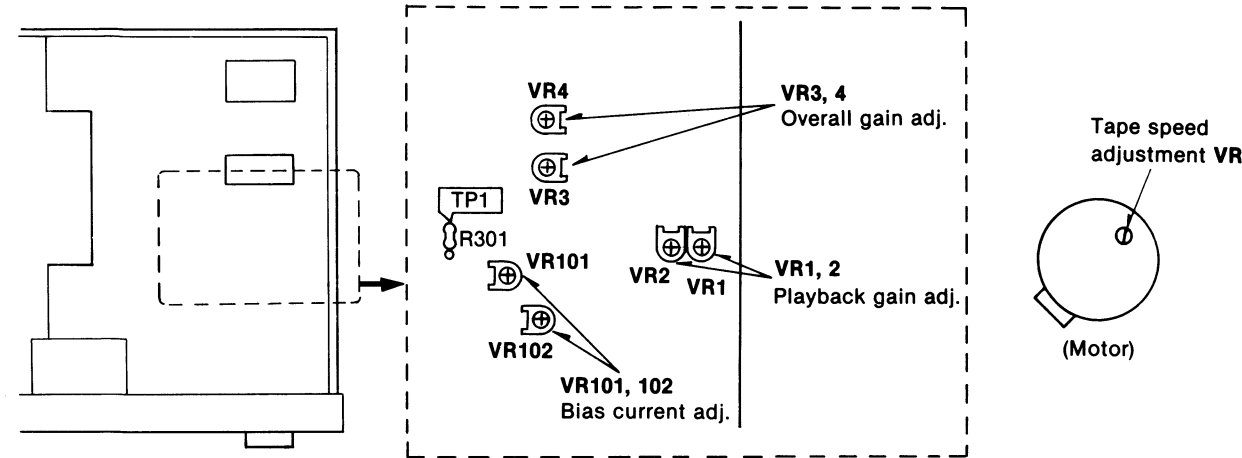 VR4
VR3
VR3, 4
Overall gain adj.
TP1
R301
VR101
VR102
VR101, 102
Bias current adj.
VR2
VR1
VR1, 2
Playback gain adj.
Tape speed
adjustment VR
(Motor)